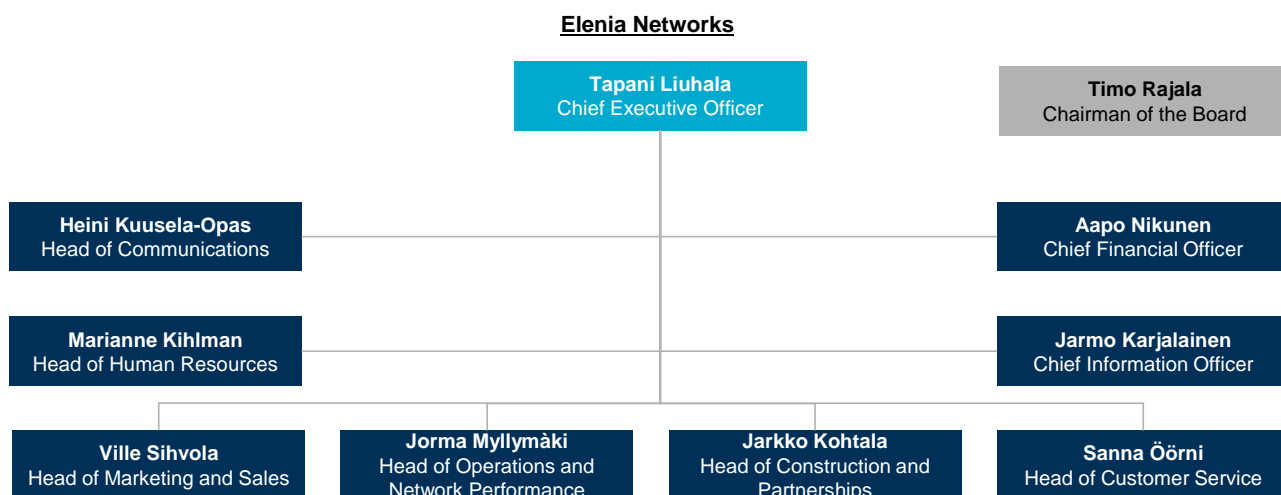 Elenia Networks
Tapani Liuhala
Chief Executive Officer
Timo Rajala
Chairman of the Board
Heini Kuusela-Opas
Head of Communications
Aapo Nikunen
Chief Financial Officer
Marianne Kihlman
Head of Human Resources
Jarmo Karjalainen
Chief Information Officer
Ville Sihvola
Head of Marketing and Sales
Jorma Myllymàki
Head of Operations and
Network Performance
Jarkko Kohtala
Head of Construction and
Partnerships
Sanna Öörni
Head of Customer Service